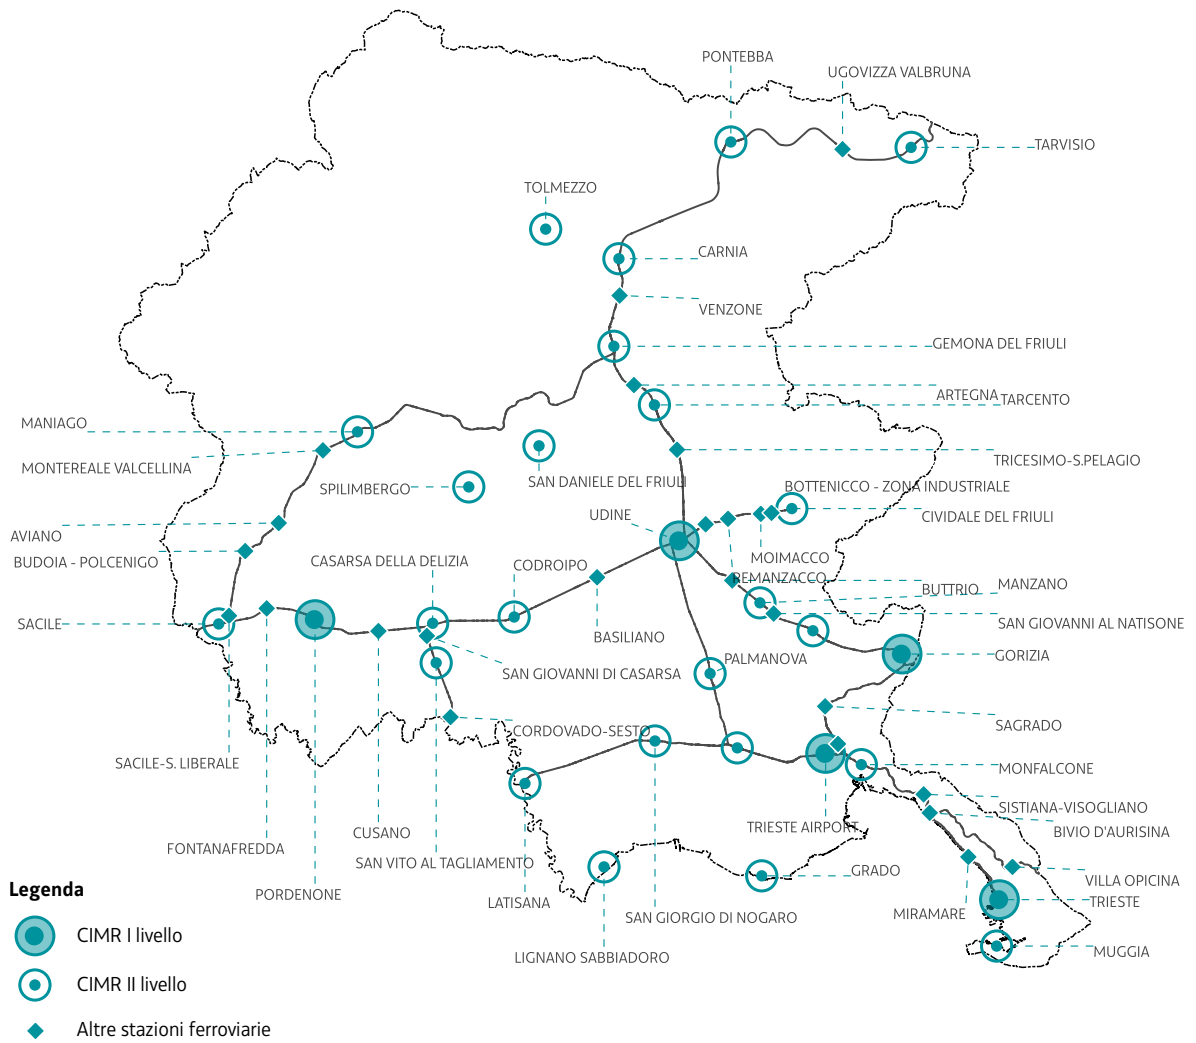 PONTEBBA
UGOVIZZA VALBRUNA
TARVISIO
TOLMEZZO
CARNIA
VENZONE
GEMONA DEL FRIULI
ARTEGNA
TARCENTO
MANIAGO
MONTEREALE VALCELLINA
TRICESIMO-S.PELAGIO
SAN DANIELE DEL FRIULI
SPILIMBERGO
BOTTENICCO - ZONA INDUSTRIALE
UDINE
CIVIDALE DEL FRIULI
AVIANO
BUDOIA - POLCENIGO
CASARSA DELLA DELIZIA
CODROIPO
MOIMACCO
REMANZACCO
BUTTRIO
MANZANO
SACILE
BASILIANO
SAN GIOVANNI AL NATISONE
GORIZIA
PALMANOVA
SAN GIOVANNI DI CASARSA
SAGRADO
CORDOVADO-SESTO
SACILE-S. LIBERALE
MONFALCONE
SISTIANA-VISOGLIANO
TRIESTE AIRPORT
BIVIO D'AURISINA
CUSANO
FONTANAFREDDA
SAN VITO AL TAGLIAMENTO
GRADO
VILLA OPICINA
PORDENONE
LATISANA
TRIESTE
MIRAMARE
SAN GIORGIO DI NOGARO
LIGNANO SABBIADORO
MUGGIA
Legenda
CIMR I livello
CIMR II livello
Altre stazioni ferroviarie